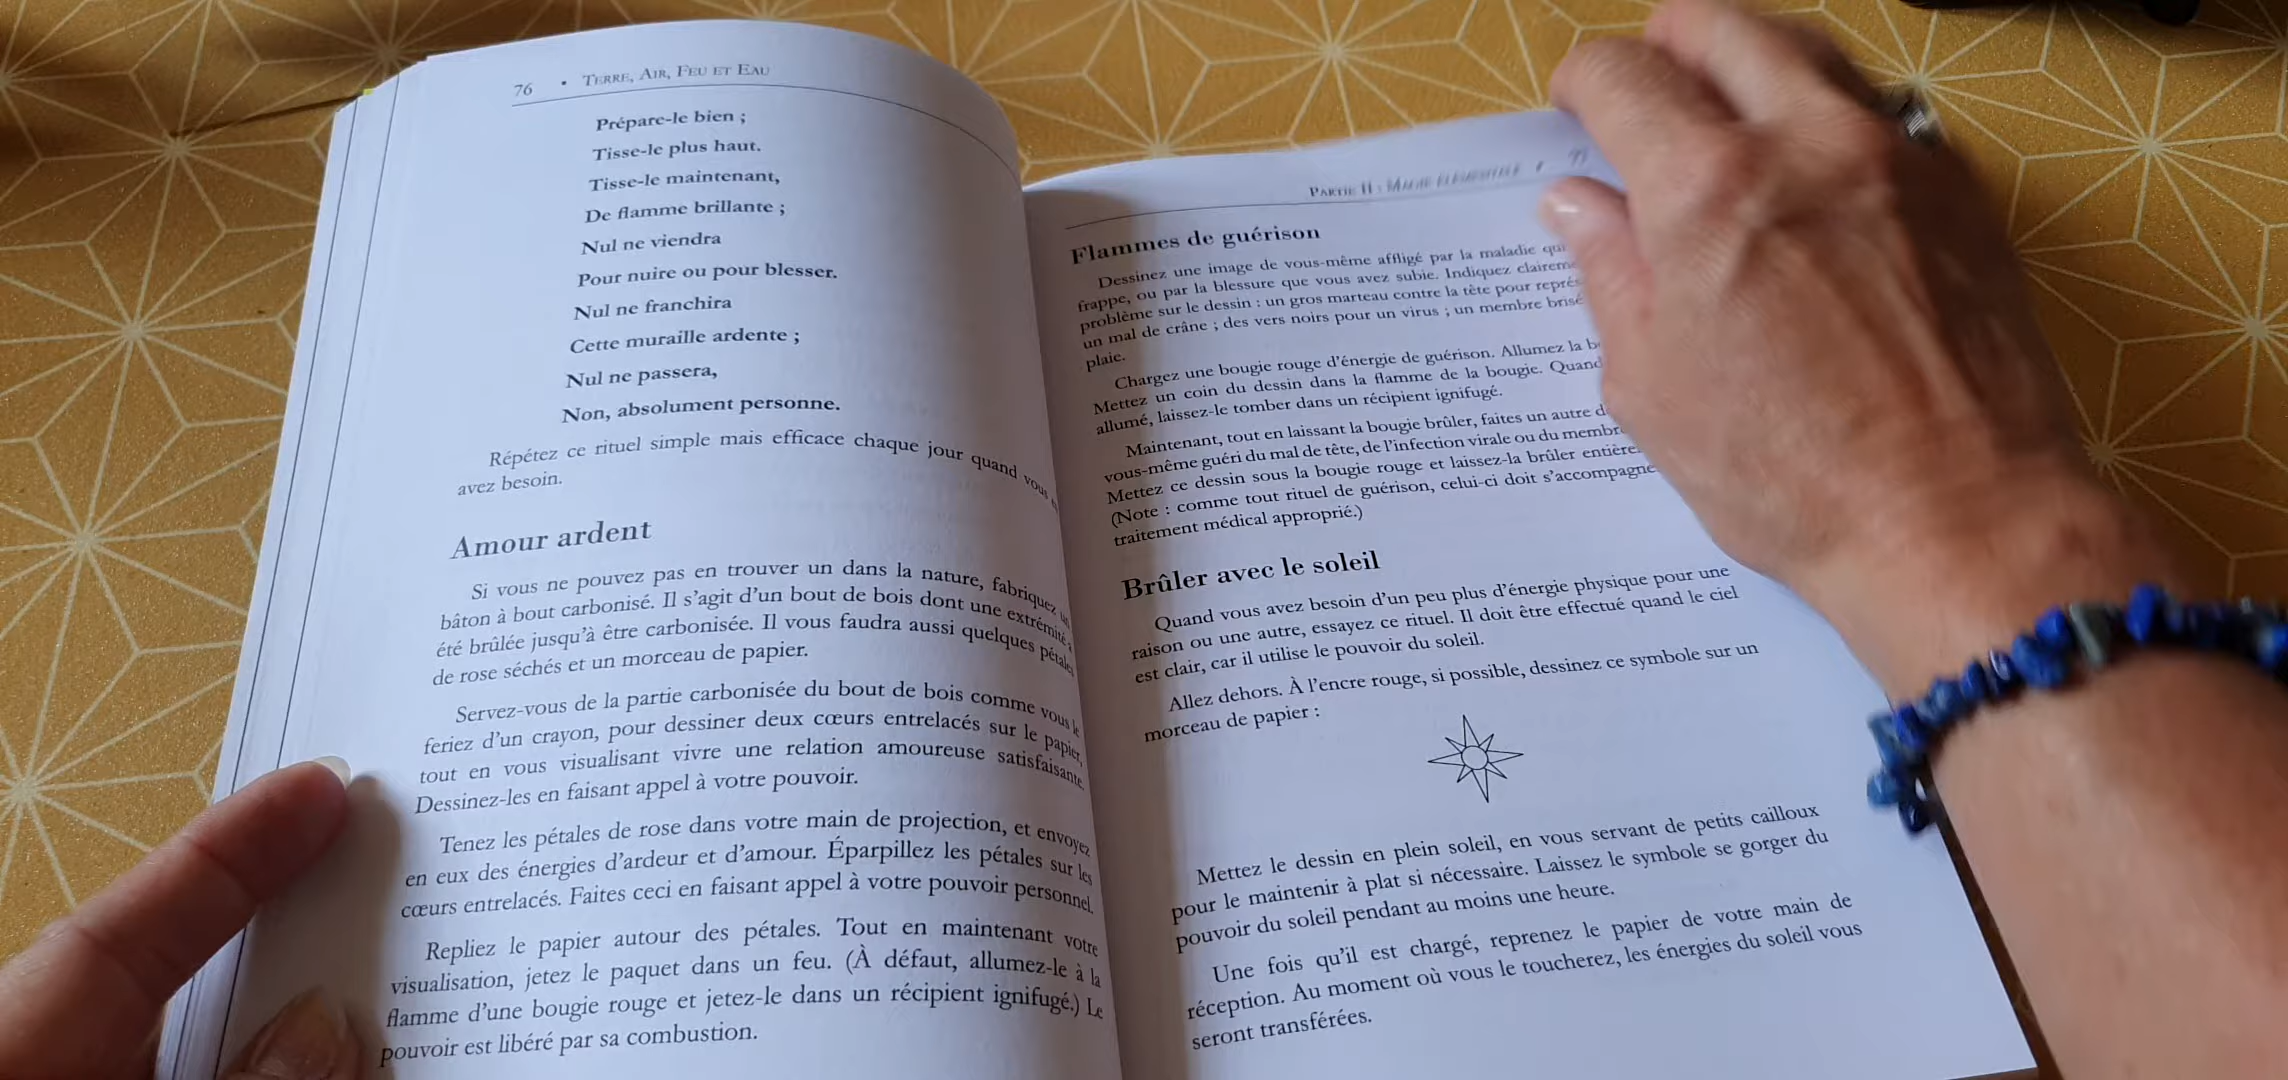 76 • TERRE, AIR, FEU ET EAU
Prépare-le bien ;
Tisse-le plus haut.
Tisse-le maintenant,
De flamme brillante ;
Nul ne viendra
Pour nuire ou pour blesser.
Nul ne franchira
Cette muraille ardente ;
Nul ne passera,
Non, absolument personne.
Répétez ce rituel simple mais efficace chaque jour quand vous
avez besoin.
Amour ardent
Si vous ne pouvez pas en trouver un dans la nature, fabriquez un
bâton à bout carbonisé. Il s'agit d'un bout de bois dont une extrémité a
été brûlée jusqu'à être carbonisée. Il vous faudra aussi quelques pétales
de rose séchés et un morceau de papier.
Servez-vous de la partie carbonisée du bout de bois comme vous le
feriez d'un crayon, pour dessiner deux cœurs entrelacés sur le papier,
tout en vous visualisant vivre une relation amoureuse satisfaisante.
Dessinez-les en faisant appel à votre pouvoir.
Tenez les pétales de rose dans votre main de projection, et envoyez
en eux des énergies d'ardeur et d'amour. Éparpillez les pétales sur les
cœurs entrelacés. Faites ceci en faisant appel à votre pouvoir personnel.
Repliez le papier autour des pétales. Tout en maintenant votre
visualisation, jetez le paquet dans un feu. (À défaut, allumez-le à la
flamme d'une bougie rouge et jetez-le dans un récipient ignifugé.) Le
pouvoir est libéré par sa combustion.
PARTIE II :
Flammes de guérison
Dessinez une image de vous-même affligé par la maladie qui
frappe, ou par la blessure que vous avez subie. Indiquez
problème sur le dessin : un gros marteau contre la tête pour
un mal de crâne ; des vers noirs pour un virus ; un membre brisé
plaie.
Chargez une bougie rouge d'énergie de guérison. Allumez la
Mettez un coin du dessin dans la flamme de la bougie. Quand
allumé, laissez-le tomber dans un récipient ignifugé.
Maintenant, tout en laissant la bougie brûler, faites un autre
vous-même guéri du mal de tête, de l'infection virale ou du
Mettez ce dessin sous la bougie rouge et laissez-la brûler
(Note : comme tout rituel de guérison, celui-ci doit s'accompagner
traitement médical approprié.)
Brûler avec le soleil
Quand vous avez besoin d'un peu plus d'énergie physique pour une
raison ou une autre, essayez ce rituel. Il doit être effectué quand le ciel
est clair, car il utilise le pouvoir du soleil.
Allez dehors. À l'encre rouge, si possible, dessinez ce symbole sur un
morceau de papier :
Mettez le dessin en plein soleil, en vous servant de petits cailloux
pour le maintenir à plat si nécessaire. Laissez le symbole se gorger du
pouvoir du soleil pendant au moins une heure.
Une fois qu'il est chargé, reprenez le papier de votre main de
réception. Au moment où vous le toucherez, les énergies du soleil vous
seront transférées.